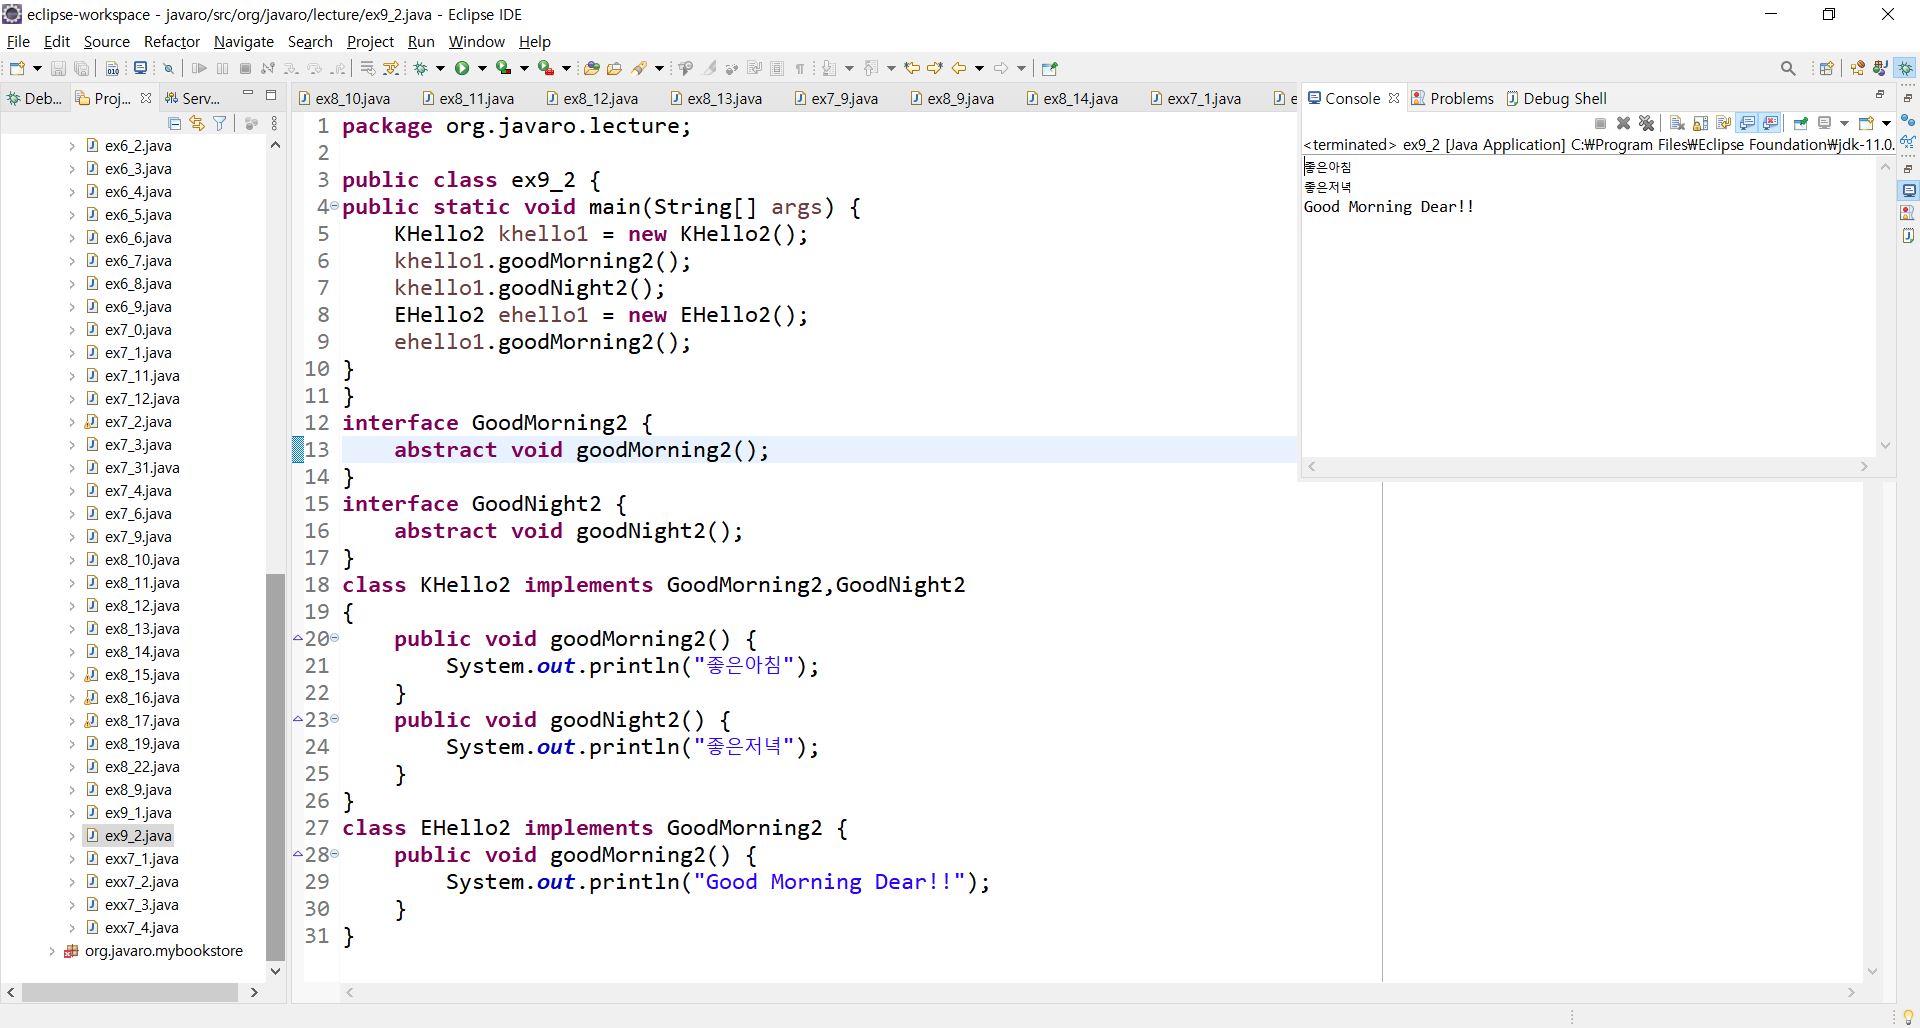 eclipse-workspace - javaro/src/org/javaro/lecture/ex9_2.java - Eclipse IDE
File Edit Source Refactor Navigate Search Project Run Window Help
Deb... Proj... Serv...
ex6_2.java
ex6_3.java
ex6_4.java
ex6_5.java
ex6_6.java
ex6_7.java
ex6_8.java
ex6_9.java
ex7_0.java
ex7_1.java
ex7_11.java
ex7_12.java
ex7_2.java
ex7_3.java
ex7_31.java
ex7_4.java
ex7_6.java
ex7_9.java
ex8_10.java
ex8_11.java
ex8_12.java
ex8_13.java
ex8_14.java
ex8_15.java
ex8_16.java
ex8_17.java
ex8_19.java
ex8_22.java
ex8_9.java
ex9_1.java
ex9_2.java
exx7_1.java
exx7_2.java
exx7_3.java
exx7_4.java
org.javaro.mybookstore
ex8_10.java ex8_11.java ex8_12.java ex8_13.java ex7_9.java ex8_9.java ex8_14.java exx7_1.java e
1 package org.javaro.lecture;
2
3 public class ex9_2 {
4 public static void main(String[] args) {
5 KHello2 khello1 = new KHello2();
6 khello1.goodMorning2();
7 khello1.goodNight2();
8 EHello2 ehello1 = new EHello2();
9 ehello1.goodMorning2();
10 }
11 }
12 interface GoodMorning2 {
13 abstract void goodMorning2();
14 }
15 interface GoodNight2 {
16 abstract void goodNight2();
17 }
18 class KHello2 implements GoodMorning2,GoodNight2
19 {
20 public void goodMorning2() {
21 System.out.println("좋은아침");
22 }
23 public void goodNight2() {
24 System.out.println("좋은저녁");
25 }
26 }
27 class EHello2 implements GoodMorning2 {
28 public void goodMorning2() {
29 System.out.println("Good Morning Dear!!");
30 }
31 }
Console Problems Debug Shell
<terminated> ex9_2 [Java Application] C:₩Program Files₩Eclipse Foundation₩jdk-11.0.
좋은아침
좋은저녁
Good Morning Dear!!